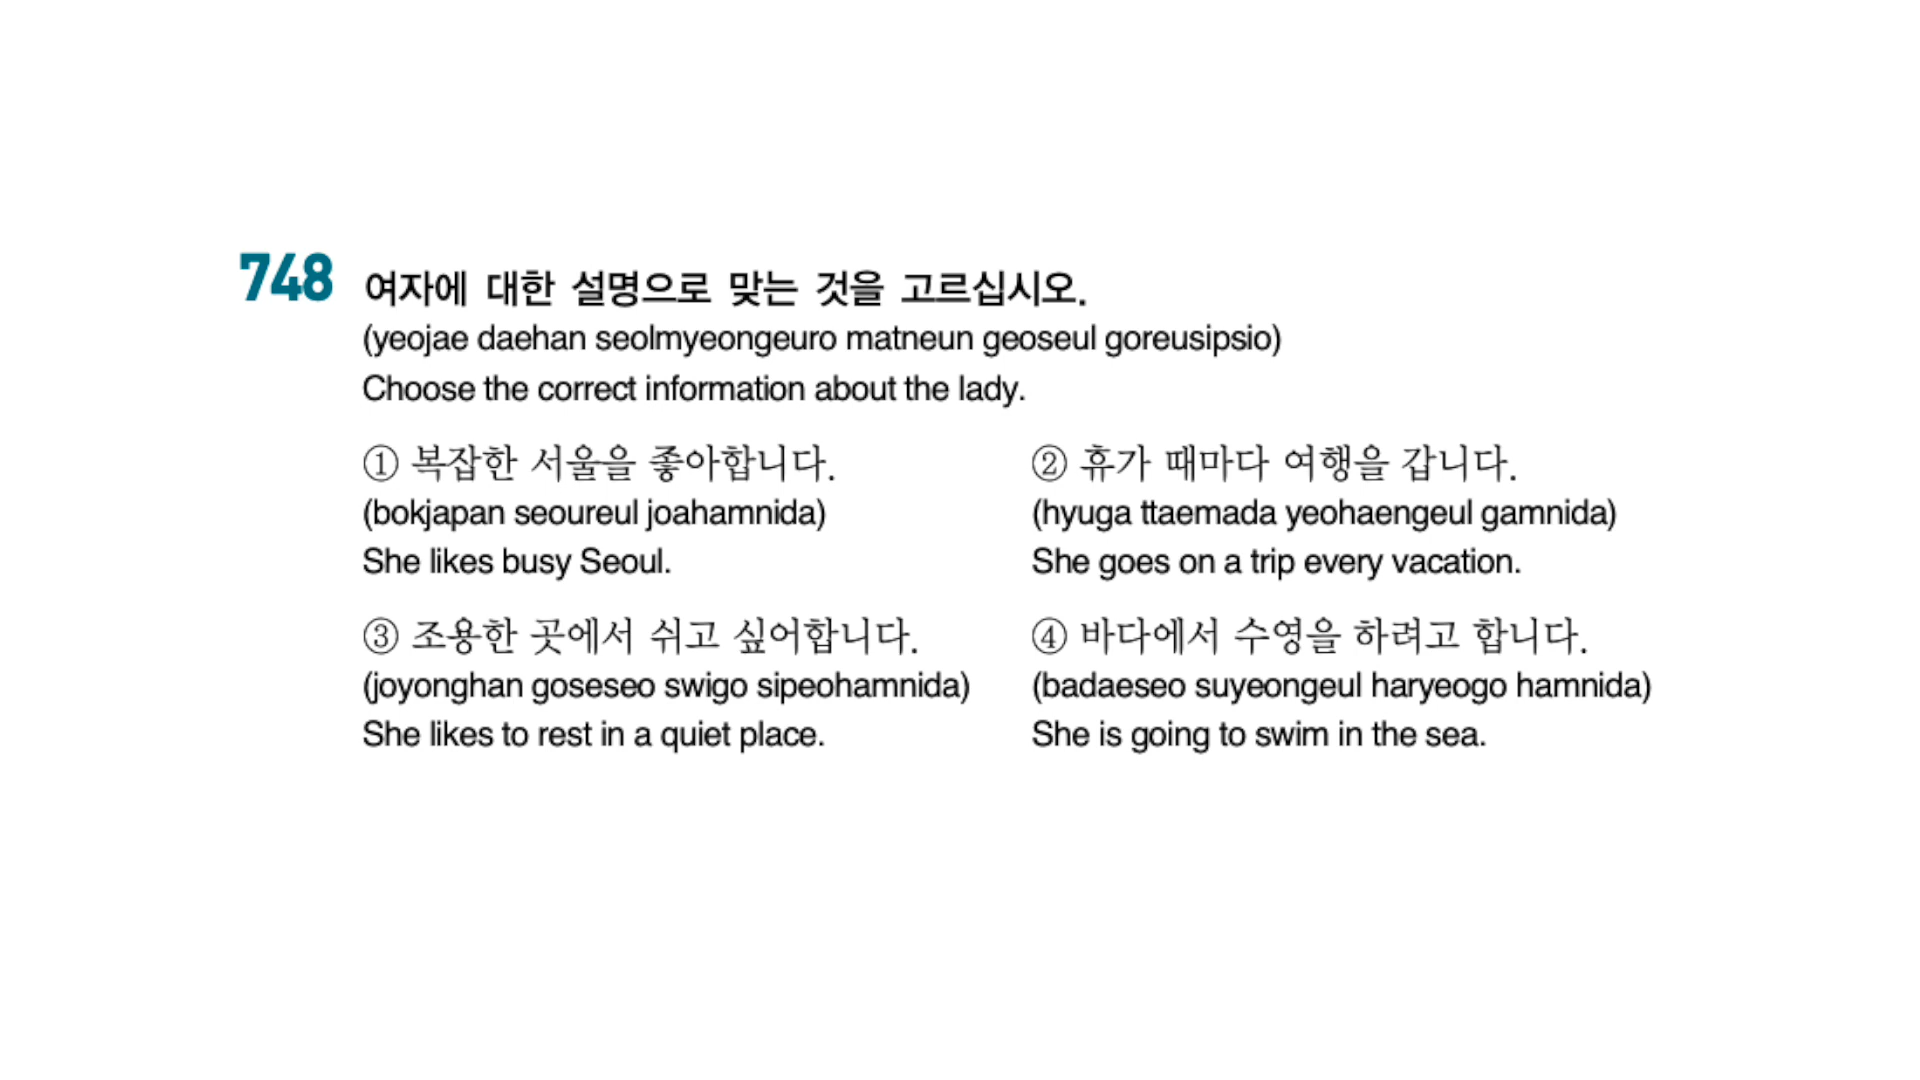 748 여자에 대한 설명으로 맞는 것을 고르십시오.
(yeojae daehan seolmyeongeuro matneun geoseul goreusipsio)
Choose the correct information about the lady.
① 복잡한 서울을 좋아합니다.
(bokjapan seoureul joahamnida)
She likes busy Seoul.
② 휴가 때마다 여행을 갑니다.
(hyuga ttaemada yeohaengeul gamnida)
She goes on a trip every vacation.
③ 조용한 곳에서 쉬고 싶어합니다.
(joyonghan goseseo swigo sipeohamnida)
She likes to rest in a quiet place.
④ 바다에서 수영을 하려고 합니다.
(badaeseo suyeongeul haryeogo hamnida)
She is going to swim in the sea.